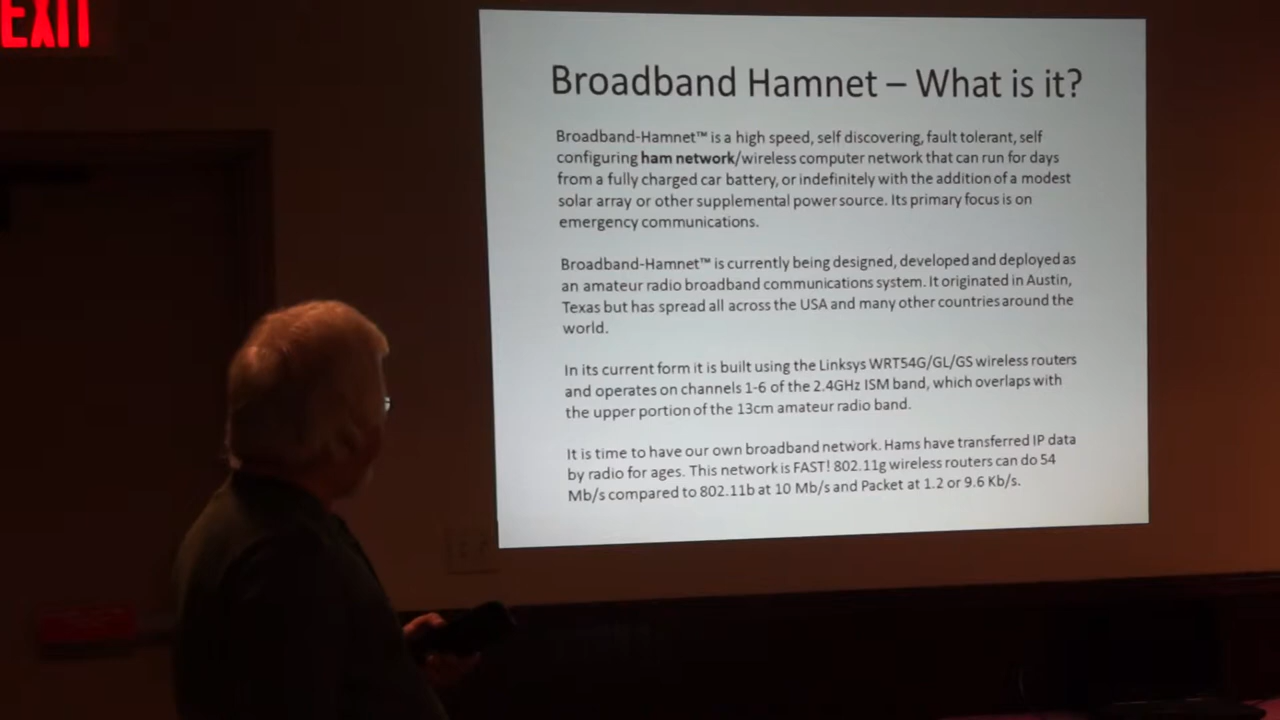 EXIT
Broadband Hamnet – What is it?
Broadband-Hamnet™ is a high speed, self discovering, fault tolerant, self
configuring ham network/wireless computer network that can run for days
from a fully charged car battery, or indefinitely with the addition of a modest
solar array or other supplemental power source. Its primary focus is on
emergency communications.
Broadband-Hamnet™ is currently being designed, developed and deployed as
an amateur radio broadband communications system. It originated in Austin,
Texas but has spread all across the USA and many other countries around the
world.
In its current form it is built using the Linksys WRT54G/GL/GS wireless routers
and operates on channels 1-6 of the 2.4GHz ISM band, which overlaps with
the upper portion of the 13cm amateur radio band.
It is time to have our own broadband network. Hams have transferred IP data
by radio for ages. This network is FAST! 802.11g wireless routers can do 54
Mb/s compared to 802.11b at 10 Mb/s and Packet at 1.2 or 9.6 Kb/s.